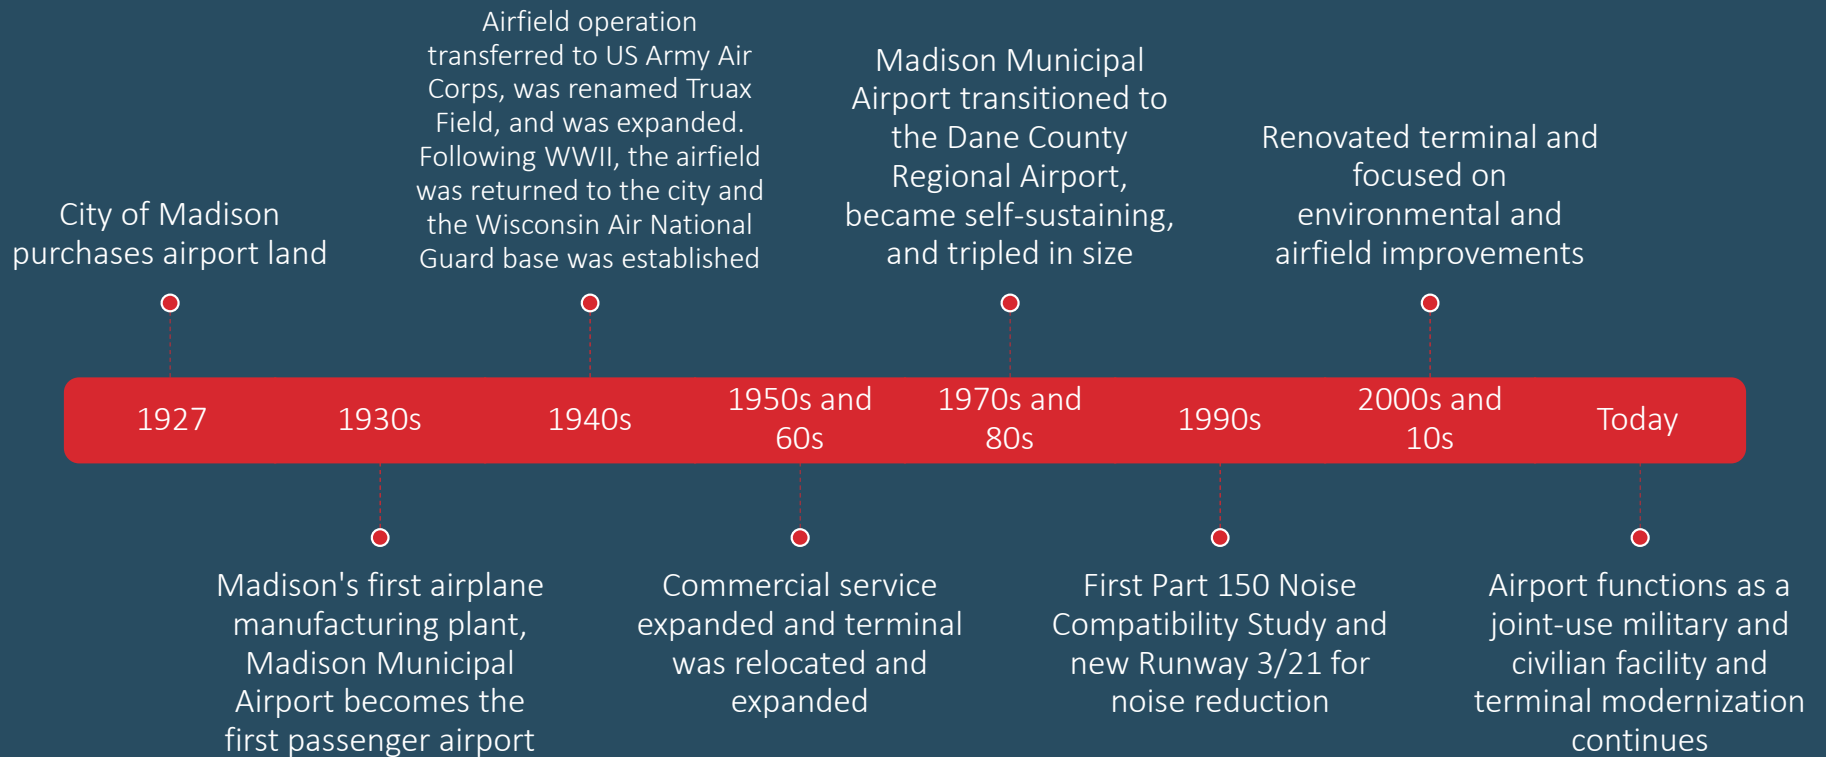 City of Madison
purchases airport land
Airfield operation
transferred to US Army Air
Corps, was renamed Truax
Field, and was expanded.
Following WWII, the airfield
was returned to the city and
the Wisconsin Air National
Guard base was established
Madison Municipal
Airport transitioned to
the Dane County
Regional Airport,
became self-sustaining,
and tripled in size
Renovated terminal and
focused on
environmental and
airfield improvements
1927
1930s
1940s
1950s and
60s
1970s and
80s
1990s
2000s and
10s
Today
Madison's first airplane
manufacturing plant,
Madison Municipal
Airport becomes the
first passenger airport
Commercial service
expanded and terminal
was relocated and
expanded
First Part 150 Noise
Compatibility Study and
new Runway 3/21 for
noise reduction
Airport functions as a
joint-use military and
civilian facility and
terminal modernization
continues